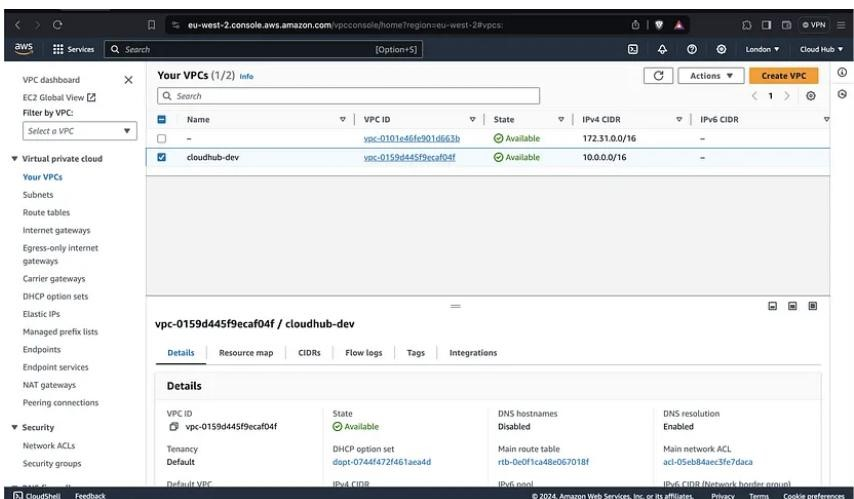 eu-west-2.console.aws.amazon.com/vpcconsole/home?region=eu-west-2#vpcs:
VPN
aws
Services
Search
[Option+S]
London
Cloud Hub
VPC dashboard
EC2 Global View
Filter by VPC:
Select a VPC
Virtual private cloud
Your VPCs
Subnets
Route tables
Internet gateways
Egress-only internet
gateways
Carrier gateways
DHCP option sets
Elastic IPs
Managed prefix lists
Endpoints
Endpoint services
NAT gateways
Peering connections
Security
Network ACLs
Security groups
Your VPCs (1/2) Info
Actions
Create VPC
Search
1
Name VPC ID State IPv4 CIDR IPv6 CIDR
– vpc-0101e46fe901d663b Available 172.31.0.0/16 –
cloudhub-dev vpc-0159d445f9ecaf04f Available 10.0.0.0/16 –
vpc-0159d445f9ecaf04f / cloudhub-dev
Details Resource map CIDRs Flow logs Tags Integrations
Details
VPC ID State DNS hostnames DNS resolution
vpc-0159d445f9ecaf04f Available Disabled Enabled
Tenancy DHCP option set Main route table Main network ACL
Default dopt-0744f472f461aea4d rtb-0e0f1ca48e067018f acl-05eb84aec3fe7daca
Default VPC IPv4 CIDR IPv6 pool IPv6 CIDR (Network border group)
CloudShell Feedback © 2024, Amazon Web Services, Inc. or its affiliates. Privacy Terms Cookie preferences